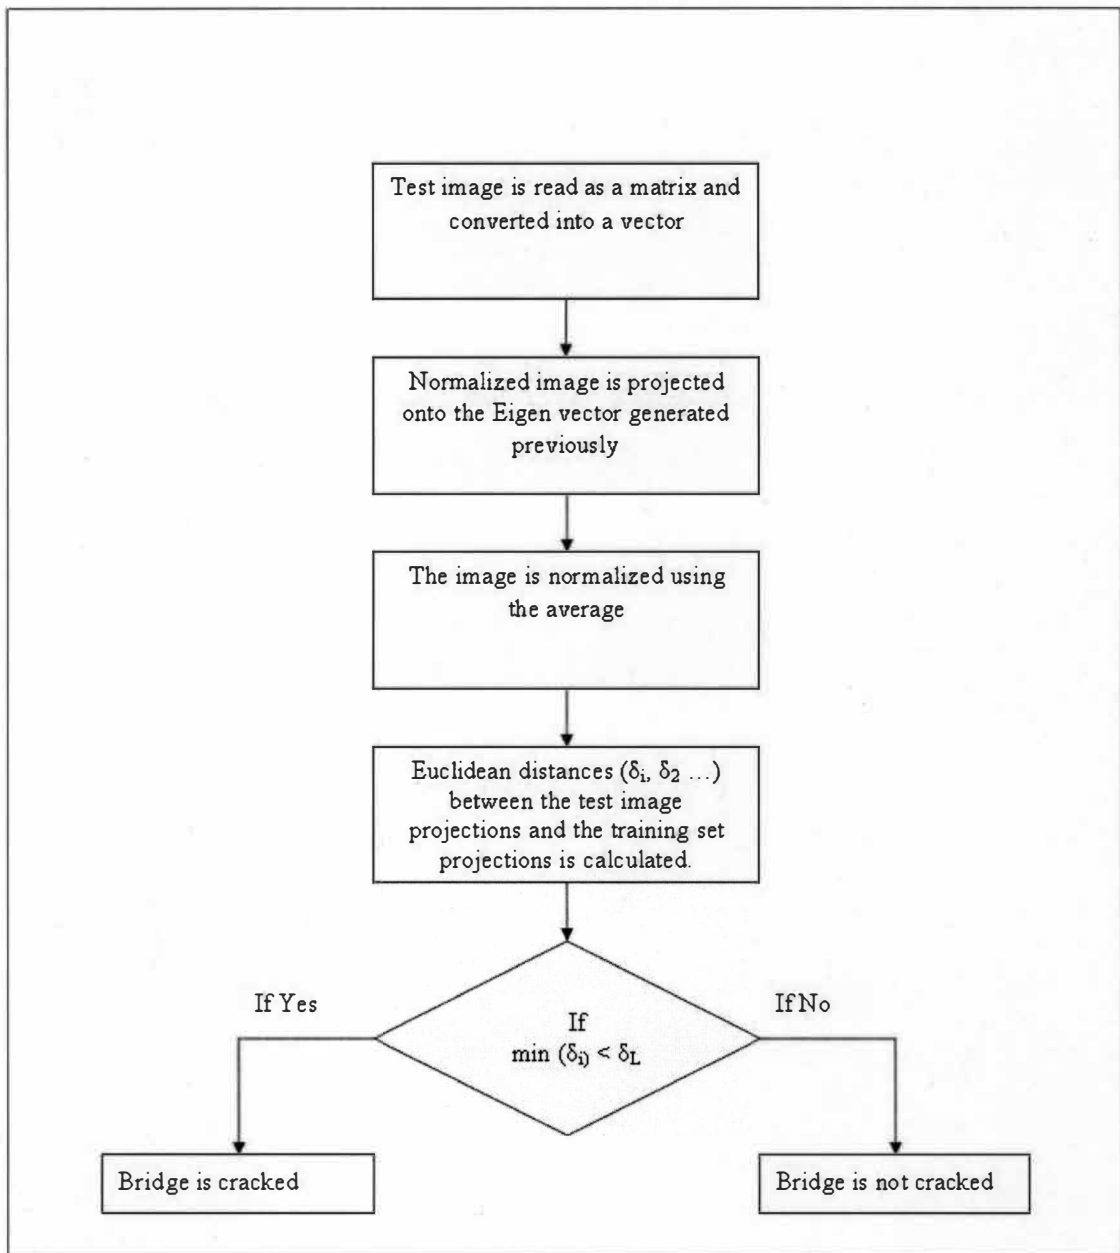 Test image is read as a matrix and
converted into a vector
Normalized image is projected
onto the Eigen vector generated
previously
The image is normalized using
the average
Euclidean distances (δi, δ2 ...)
between the test image
projections and the training set
projections is calculated.
If Yes
If No
If
min (δi) < δL
Bridge is cracked
Bridge is not cracked